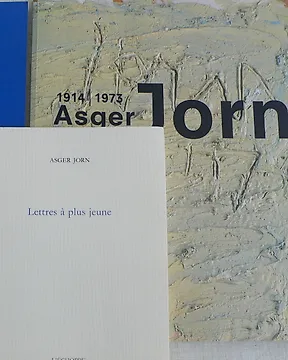 1914/1973
Asger Jorn
ASGER JORN
Lettres à plus jeune